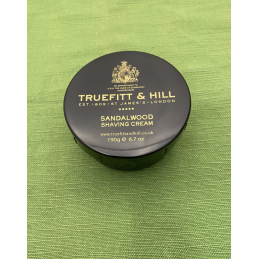 TRUEFITT & HILL
EST. 1805 ST JAMES'S • LONDON
SANDALWOOD
SHAVING CREAM
www.truefittandhill.co.uk
190g ℮ 6.7 oz